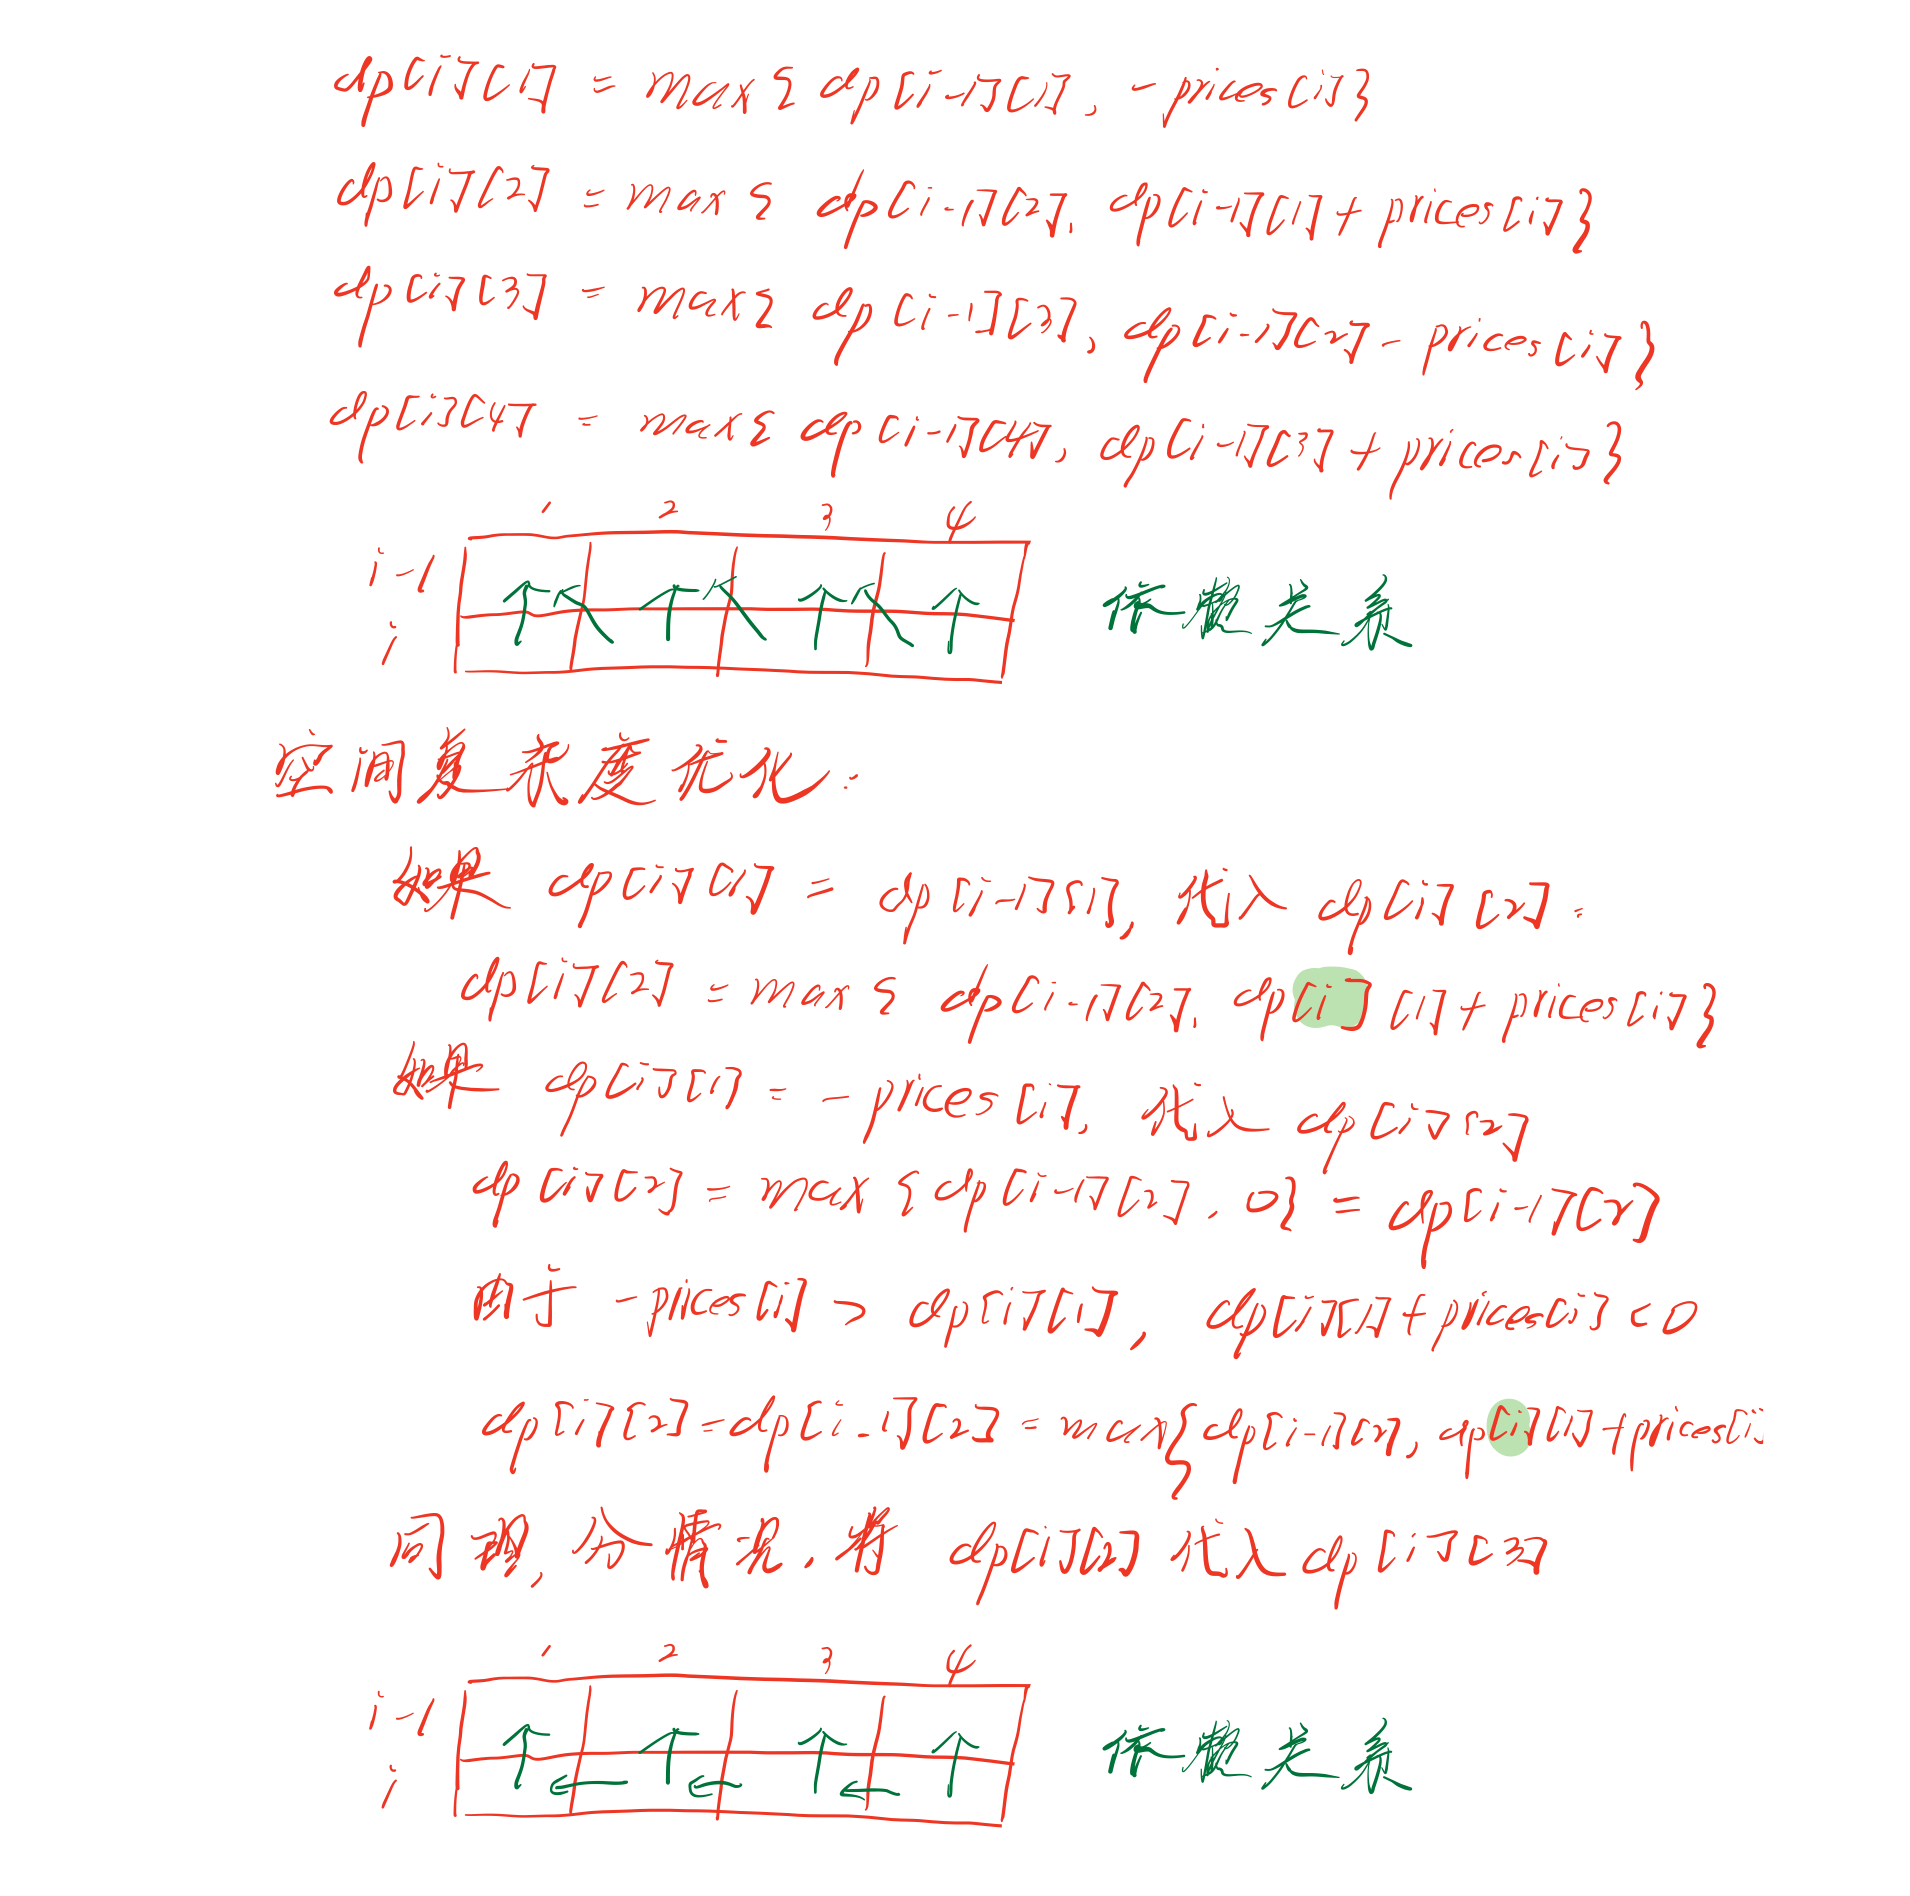 dp[i][1] = max{ dp[i-1][1], -prices[i]}
dp[i][2] = max{ dp[i-1][2], dp[i-1][1] + prices[i]}
dp[i][3] = max{ dp[i-1][3], dp[i-1][2] - prices[i]}
dp[i][4] = max{ dp[i-1][4], dp[i-1][3] + prices[i]}
1 2 3 4
i-1
依懒关系
i
空间复杂度优化:
如果 dp[i][1] = dp[i-1][1], 代入 dp[i][2]:
dp[i][2] = max{ dp[i-1][2], dp[i][1] + prices[i]}
如果 dp[i][1] = -prices[i], 代入 dp[i][2]
dp[i][2] = max{dp[i-1][2], 0} = dp[i-1][2]
由于 -prices[i] > dp[i][1], dp[i][1]+prices[i] < 0
dp[i][2]=dp[i-1][2] = max{dp[i-1][2], dp[i][1]+prices[i]
同理, 分情况, 将 dp[i][2] 代入 dp[i][3]
1 2 3 4
i-1
依懒关系
i